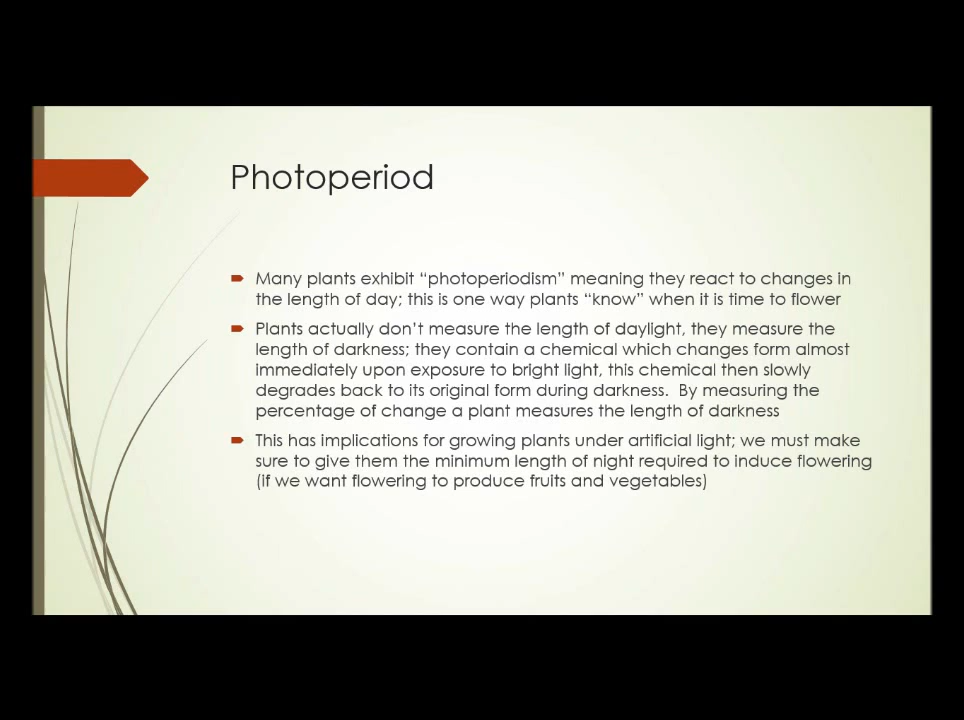 Photoperiod
Many plants exhibit “photoperiodism” meaning they react to changes in
the length of day; this is one way plants “know” when it is time to flower
Plants actually don’t measure the length of daylight, they measure the
length of darkness; they contain a chemical which changes form almost
immediately upon exposure to bright light, this chemical then slowly
degrades back to its original form during darkness.  By measuring the
percentage of change a plant measures the length of darkness
This has implications for growing plants under artificial light; we must make
sure to give them the minimum length of night required to induce flowering
(if we want flowering to produce fruits and vegetables)